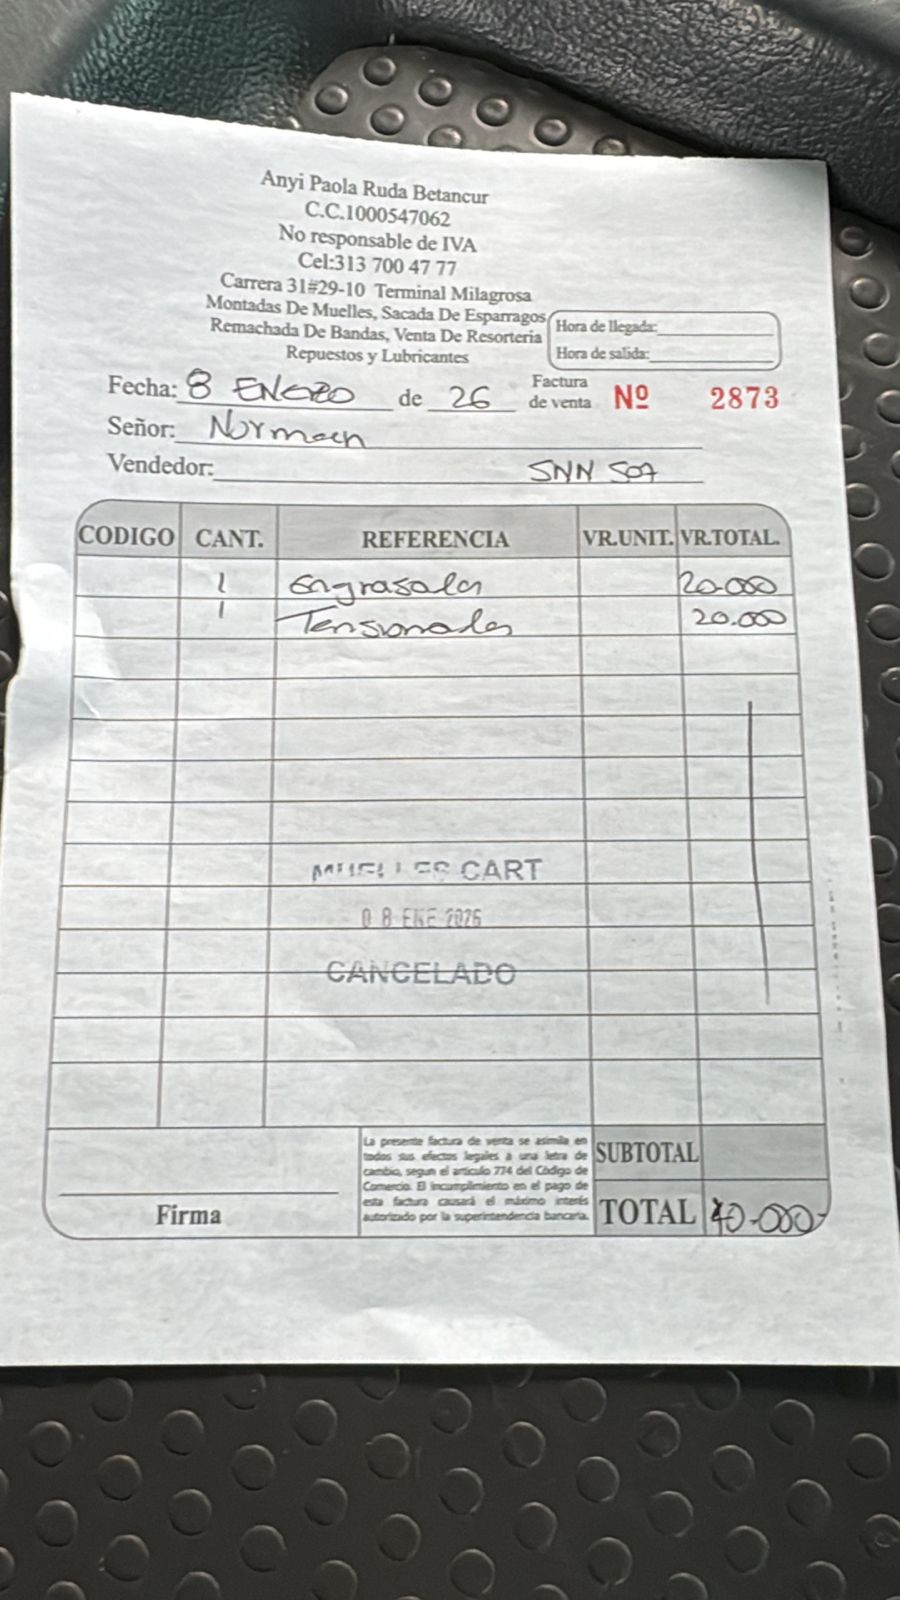 Anyi Paola Ruda Betancur
C.C.1000547062
No responsable de IVA
Cel:313 700 47 77
Carrera 31#29-10 Terminal Milagrosa
Montadas De Muelles, Sacada De Esparragos
Remachada De Bandas, Venta De Resorteria
Repuestos y Lubricantes
Hora de llegada:
Hora de salida:
Fecha: 8 ENERO de 26
Factura de venta Nº 2873
Señor: Norman
Vendedor: SNN 507
CODIGO CANT. REFERENCIA VR.UNIT. VR.TOTAL.
1 Engrasada 20.000
1 Tensionada 20.000
MUELLES CART
08 ENE 2026
CANCELADO
La presente factura de venta se asimila en
todos sus efectos legales a una letra de
cambio, segun el articulo 774 del Código de
Comercio. El incumplimiento en el pago de
esta factura causará el máximo interés
autorizado por la superintendencia bancaria.
SUBTOTAL
Firma
TOTAL 40.000-